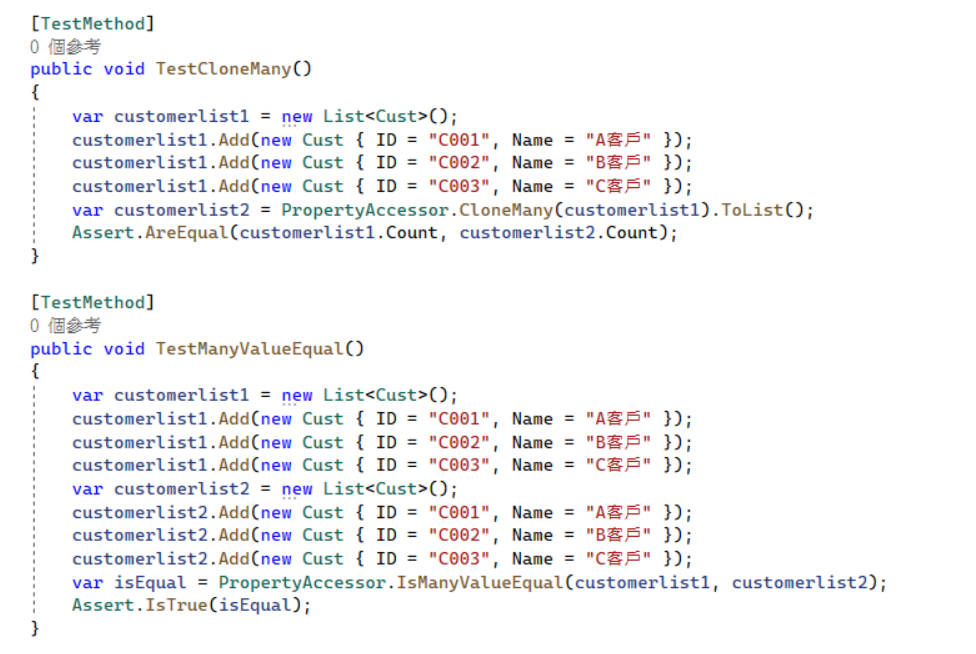 [TestMethod]
0 個參考
public void TestCloneMany()
{
    var customerlist1 = new List<Cust>();
    customerlist1.Add(new Cust { ID = "C001", Name = "A客戶" });
    customerlist1.Add(new Cust { ID = "C002", Name = "B客戶" });
    customerlist1.Add(new Cust { ID = "C003", Name = "C客戶" });
    var customerlist2 = PropertyAccessor.CloneMany(customerlist1).ToList();
    Assert.AreEqual(customerlist1.Count, customerlist2.Count);
}
[TestMethod]
0 個參考
public void TestManyValueEqual()
{
    var customerlist1 = new List<Cust>();
    customerlist1.Add(new Cust { ID = "C001", Name = "A客戶" });
    customerlist1.Add(new Cust { ID = "C002", Name = "B客戶" });
    customerlist1.Add(new Cust { ID = "C003", Name = "C客戶" });
    var customerlist2 = new List<Cust>();
    customerlist2.Add(new Cust { ID = "C001", Name = "A客戶" });
    customerlist2.Add(new Cust { ID = "C002", Name = "B客戶" });
    customerlist2.Add(new Cust { ID = "C003", Name = "C客戶" });
    var isEqual = PropertyAccessor.IsManyValueEqual(customerlist1, customerlist2);
    Assert.IsTrue(isEqual);
}